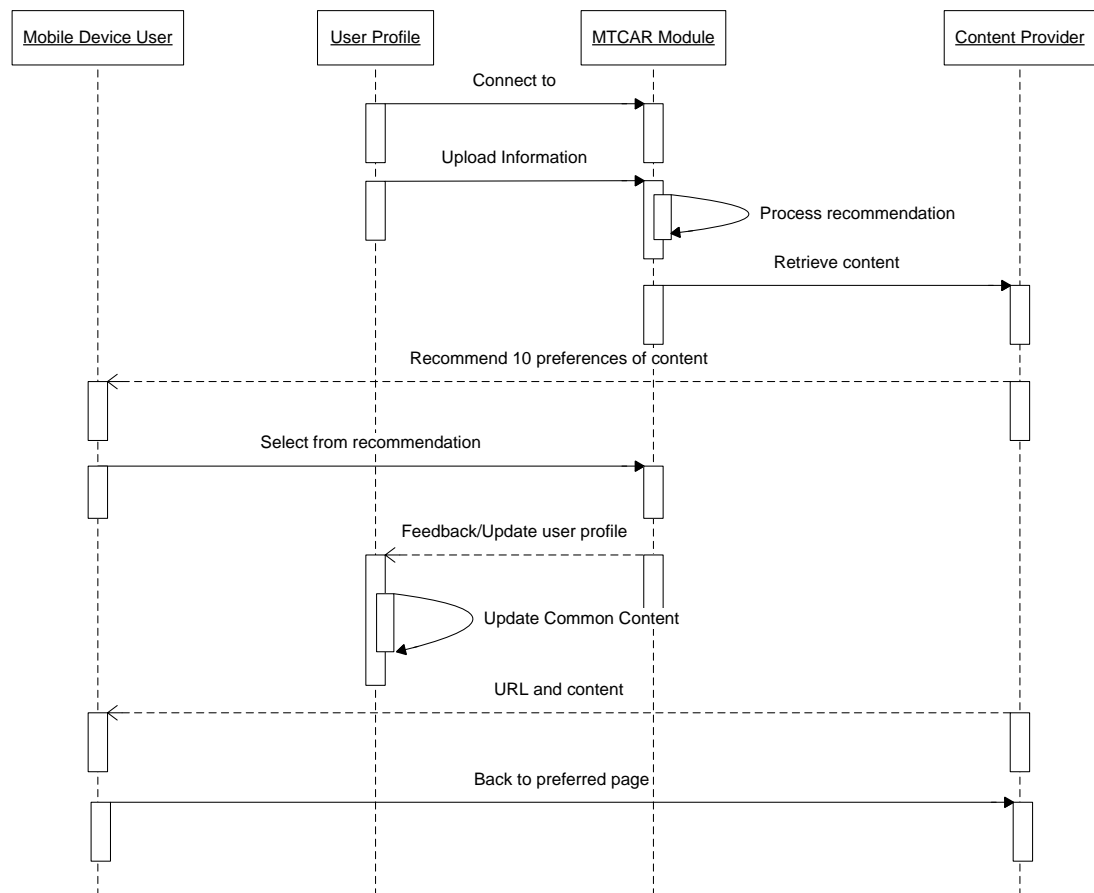 Mobile Device User
User Profile
MTCAR Module
Content Provider
Connect to
Upload Information
Process recommendation
Retrieve content
Recommend 10 preferences of content
Select from recommendation
Feedback/Update user profile
Update Common Content
URL and content
Back to preferred page